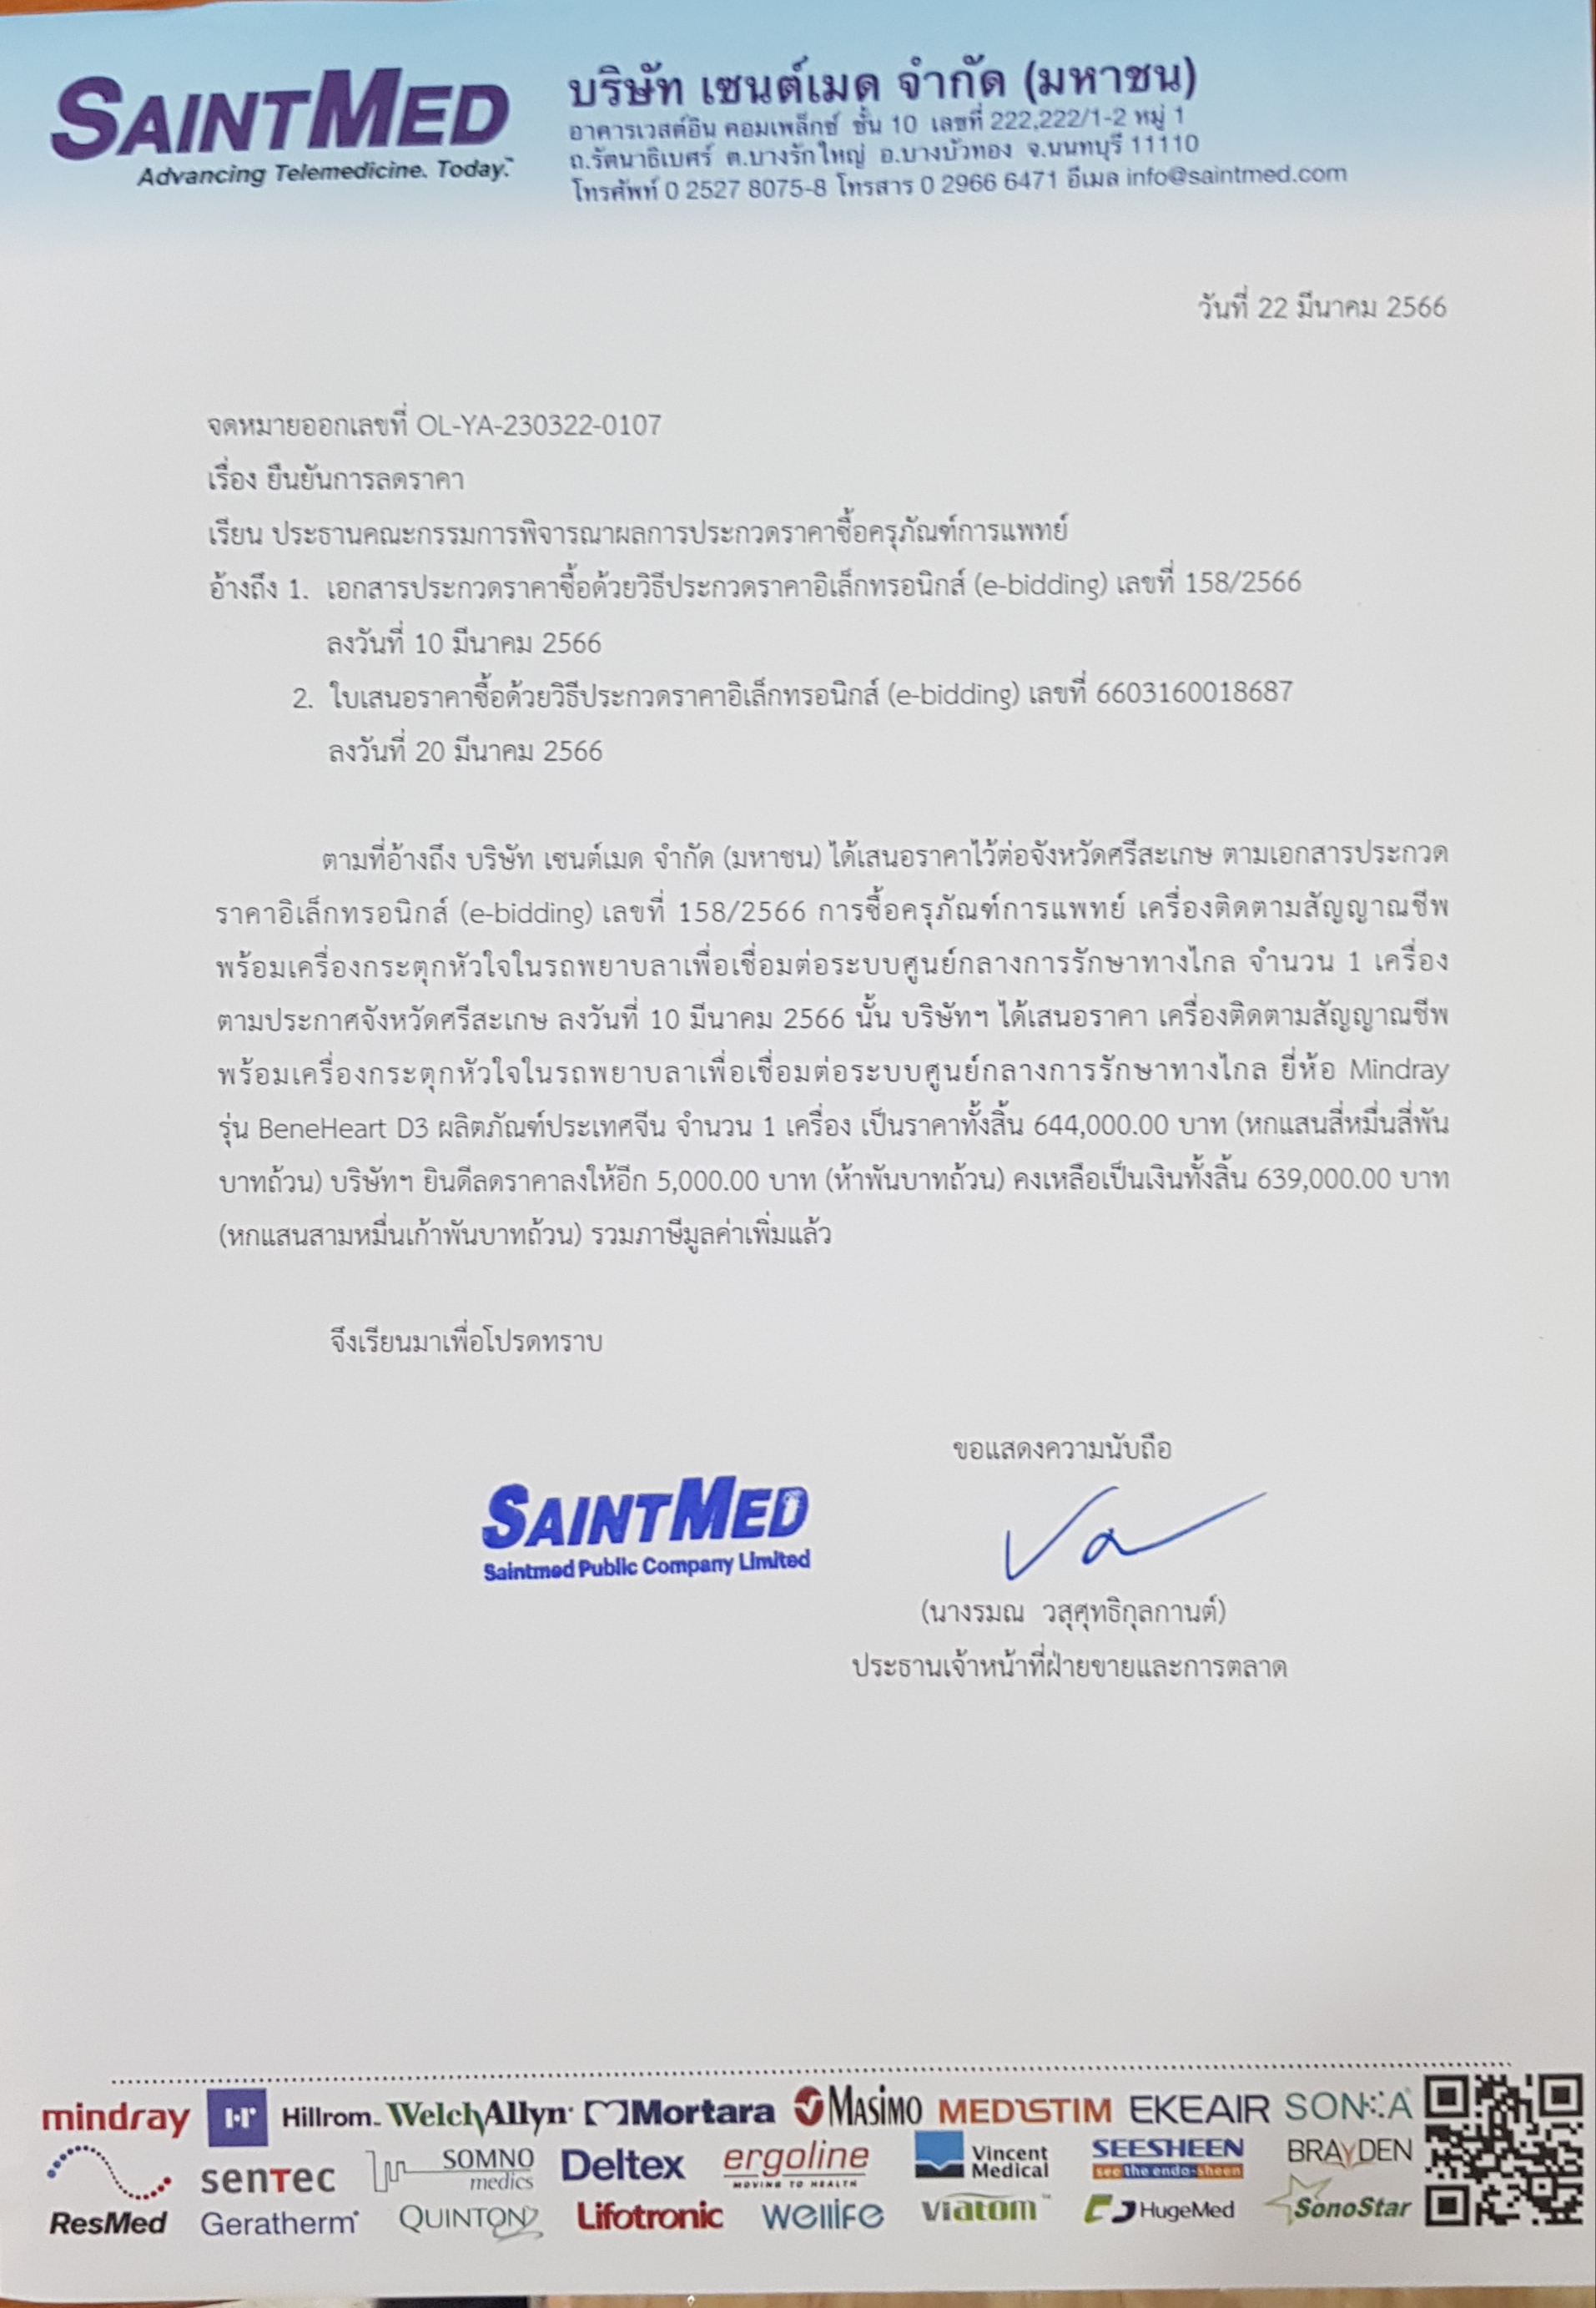 SAINTMED
Advancing Telemedicine. Today.™
บริษัท เซนต์เมด จำกัด (มหาชน)
อาคารเวสต์อิน คอมเพล็กซ์ ชั้น 10 เลขที่ 222,222/1-2 หมู่ 1
ถ.รัตนาธิเบศร์ ต.บางรักใหญ่ อ.บางบัวทอง จ.นนทบุรี 11110
โทรศัพท์ 0 2527 8075-8 โทรสาร 0 2966 6471 อีเมล info@saintmed.com
วันที่ 22 มีนาคม 2566
จดหมายออกเลขที่ OL-YA-230322-0107
เรื่อง ยืนยันการลดราคา
เรียน ประธานคณะกรรมการพิจารณาผลการประกวดราคาซื้อครุภัณฑ์การแพทย์
อ้างถึง 1. เอกสารประกวดราคาซื้อด้วยวิธีประกวดราคาอิเล็กทรอนิกส์ (e-bidding) เลขที่ 158/2566
ลงวันที่ 10 มีนาคม 2566
2. ใบเสนอราคาซื้อด้วยวิธีประกวดราคาอิเล็กทรอนิกส์ (e-bidding) เลขที่ 6603160018687
ลงวันที่ 20 มีนาคม 2566
ตามที่อ้างถึง บริษัท เซนต์เมด จำกัด (มหาชน) ได้เสนอราคาไว้ต่อจังหวัดศรีสะเกษ ตามเอกสารประกวด
ราคาอิเล็กทรอนิกส์ (e-bidding) เลขที่ 158/2566 การซื้อครุภัณฑ์การแพทย์ เครื่องติดตามสัญญาณชีพ
พร้อมเครื่องกระตุกหัวใจในรถพยาบาลเพื่อเชื่อมต่อระบบศูนย์กลางการรักษาทางไกล จำนวน 1 เครื่อง
ตามประกาศจังหวัดศรีสะเกษ ลงวันที่ 10 มีนาคม 2566 นั้น บริษัทฯ ได้เสนอราคา เครื่องติดตามสัญญาณชีพ
พร้อมเครื่องกระตุกหัวใจในรถพยาบาลเพื่อเชื่อมต่อระบบศูนย์กลางการรักษาทางไกล ยี่ห้อ Mindray
รุ่น BeneHeart D3 ผลิตภัณฑ์ประเทศจีน จำนวน 1 เครื่อง เป็นราคาทั้งสิ้น 644,000.00 บาท (หกแสนสี่หมื่นสี่พัน
บาทถ้วน) บริษัทฯ ยินดีลดราคาลงให้อีก 5,000.00 บาท (ห้าพันบาทถ้วน) คงเหลือเป็นเงินทั้งสิ้น 639,000.00 บาท
(หกแสนสามหมื่นเก้าพันบาทถ้วน) รวมภาษีมูลค่าเพิ่มแล้ว
จึงเรียนมาเพื่อโปรดทราบ
ขอแสดงความนับถือ
SAINTMED
Saintmed Public Company Limited
(นางรมณ วสุศุทธิกุลกานต์)
ประธานเจ้าหน้าที่ฝ่ายขายและการตลาด
mindray Hillrom WelchAllyn Mortara MASIMO MEDISTIM EKEAIR SONKA
senTec SOMNO medics Deltex ergoline MOVING TO HEALTH Vincent Medical SEESHEEN see the endo-sheen BRAYDEN
ResMed Geratherm QUINTON Lifotronic wellife viatom HugeMed SonoStar